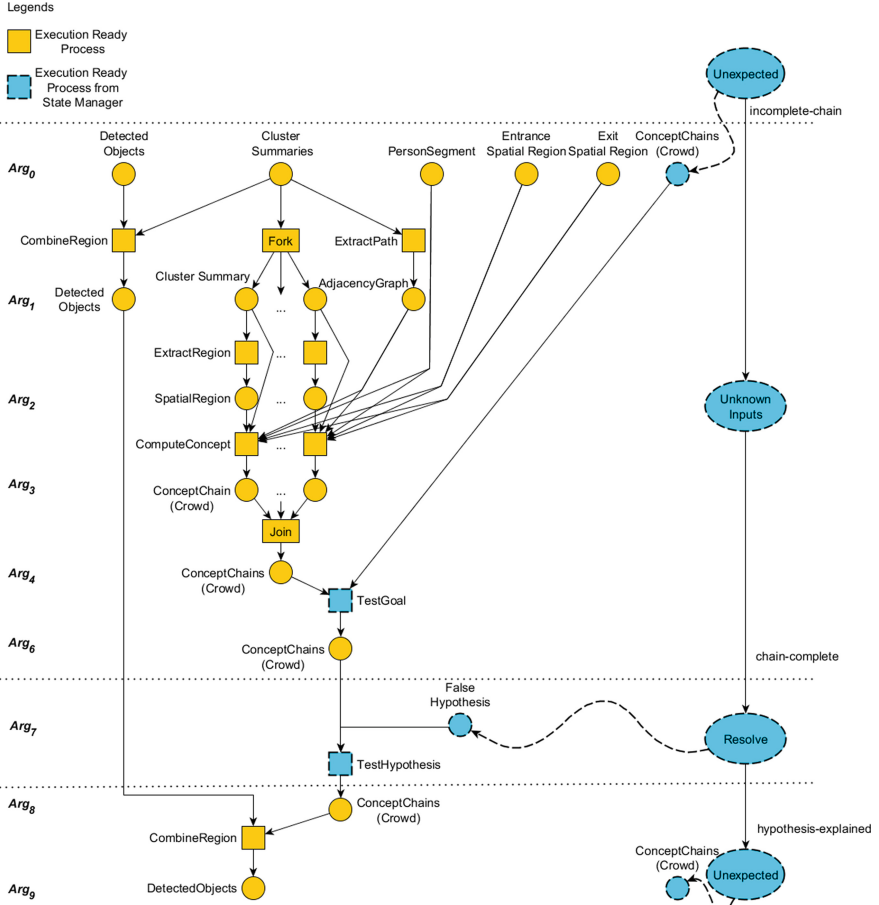 Legends
Execution Ready
Process
Execution Ready
Process from
State Manager
Unexpected
incomplete-chain
Detected
Objects
Cluster
Summaries
PersonSegment
Entrance
Spatial Region
Exit
Spatial Region
ConceptChains
(Crowd)
Arg0
CombineRegion
Fork
ExtractPath
Cluster Summary
AdjacencyGraph
Arg1
Detected
Objects
...
ExtractRegion
...
Arg2
SpatialRegion
...
Unknown
Inputs
ComputeConcept
...
Arg3
ConceptChain
(Crowd)
...
Join
Arg4
ConceptChains
(Crowd)
TestGoal
Arg6
ConceptChains
(Crowd)
chain-complete
False
Hypothesis
Arg7
Resolve
TestHypothesis
Arg8
ConceptChains
(Crowd)
CombineRegion
hypothesis-explained
ConceptChains
(Crowd)
Unexpected
Arg9
DetectedObjects